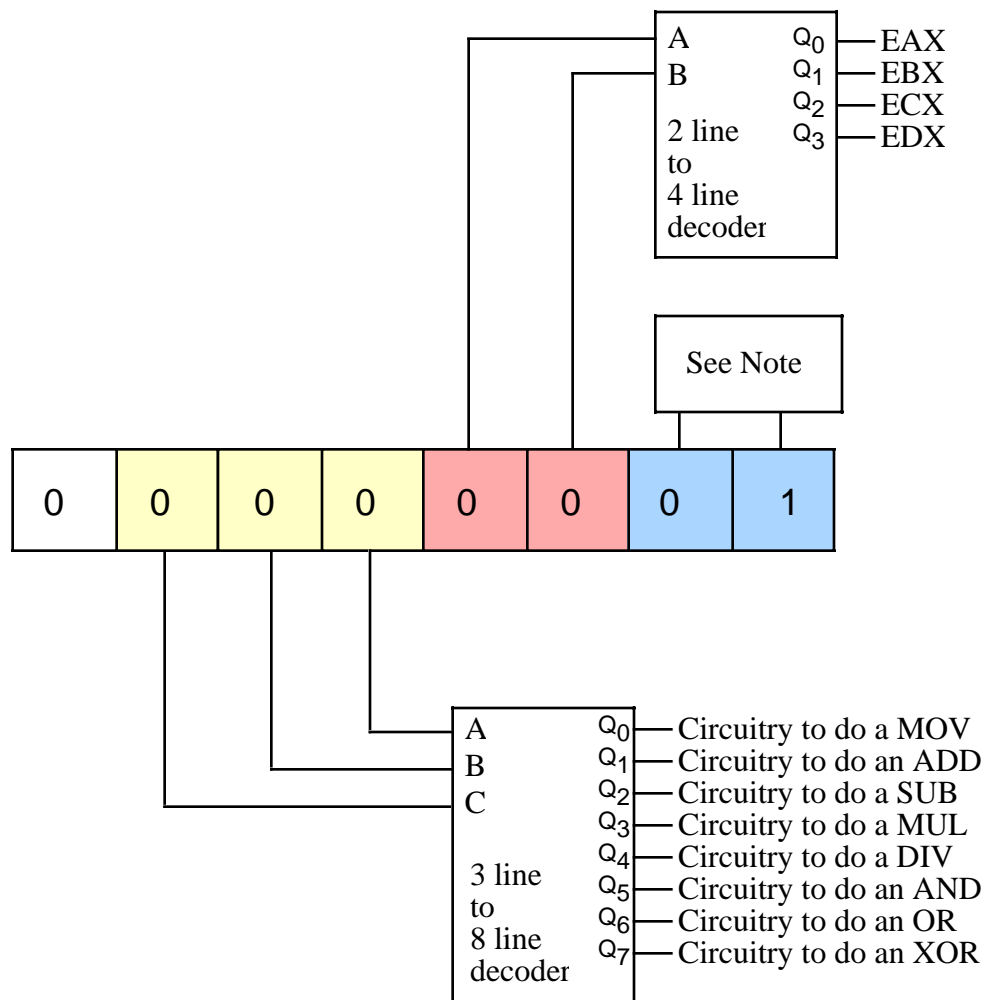 A Q0 EAX
B Q1 EBX
Q2 ECX
Q3 EDX
2 line
to
4 line
decoder
See Note
0 0 0 0 0 0 0 1
A Q0 Circuitry to do a MOV
B Q1 Circuitry to do an ADD
C Q2 Circuitry to do a SUB
Q3 Circuitry to do a MUL
Q4 Circuitry to do a DIV
Q5 Circuitry to do an AND
Q6 Circuitry to do an OR
Q7 Circuitry to do an XOR
3 line
to
8 line
decoder